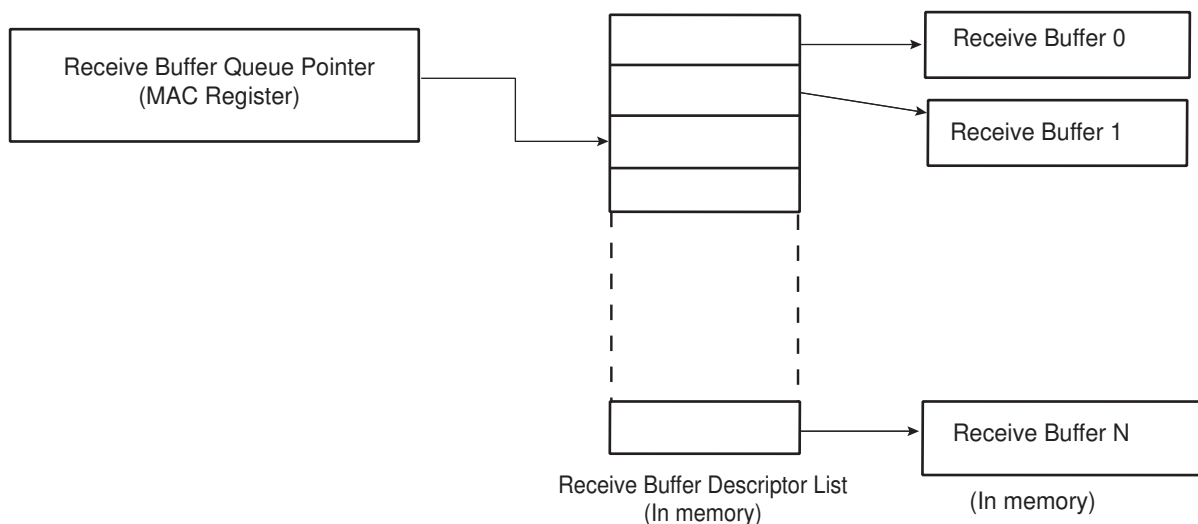 Receive Buffer Queue Pointer
(MAC Register)
Receive Buffer 0
Receive Buffer 1
Receive Buffer N
Receive Buffer Descriptor List
(In memory)
(In memory)